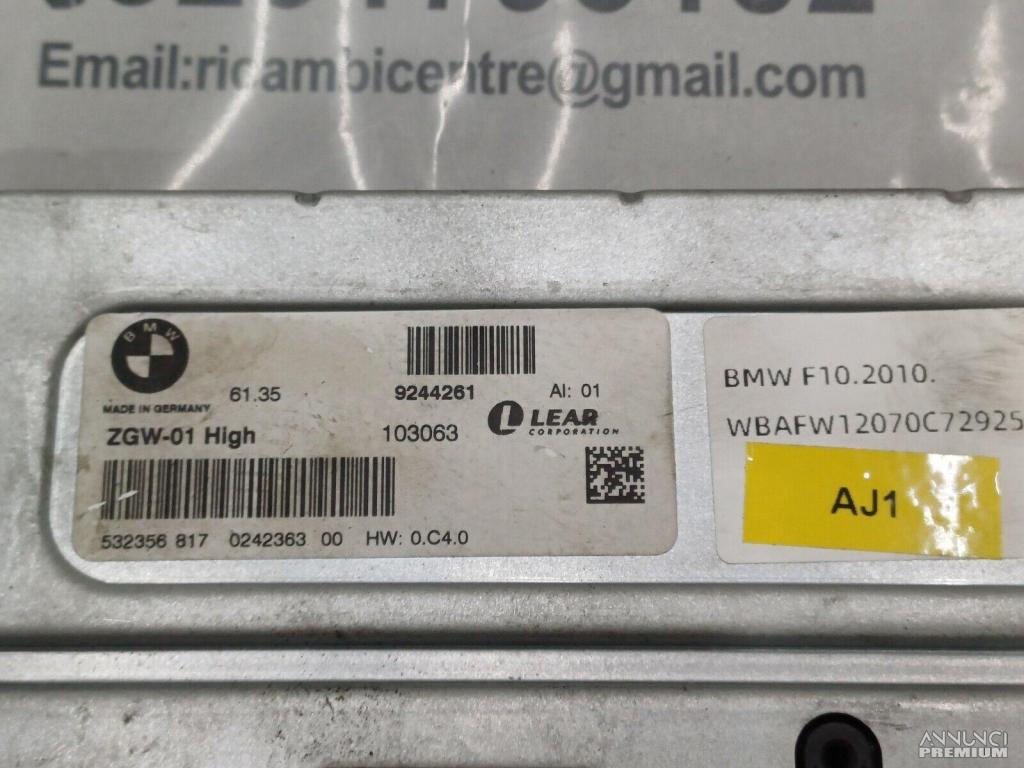 Email:ricambicentre@gmail.com
BMW
MADE IN GERMANY
61.35
9244261
AI: 01
ZGW-01 High
103063
LEAR
CORPORATION
532356 817 0242363 00 HW: 0.C4.0
BMW F10.2010.
WBAFW12070C72925
AJ1
ANNUNCI
PREMIUM